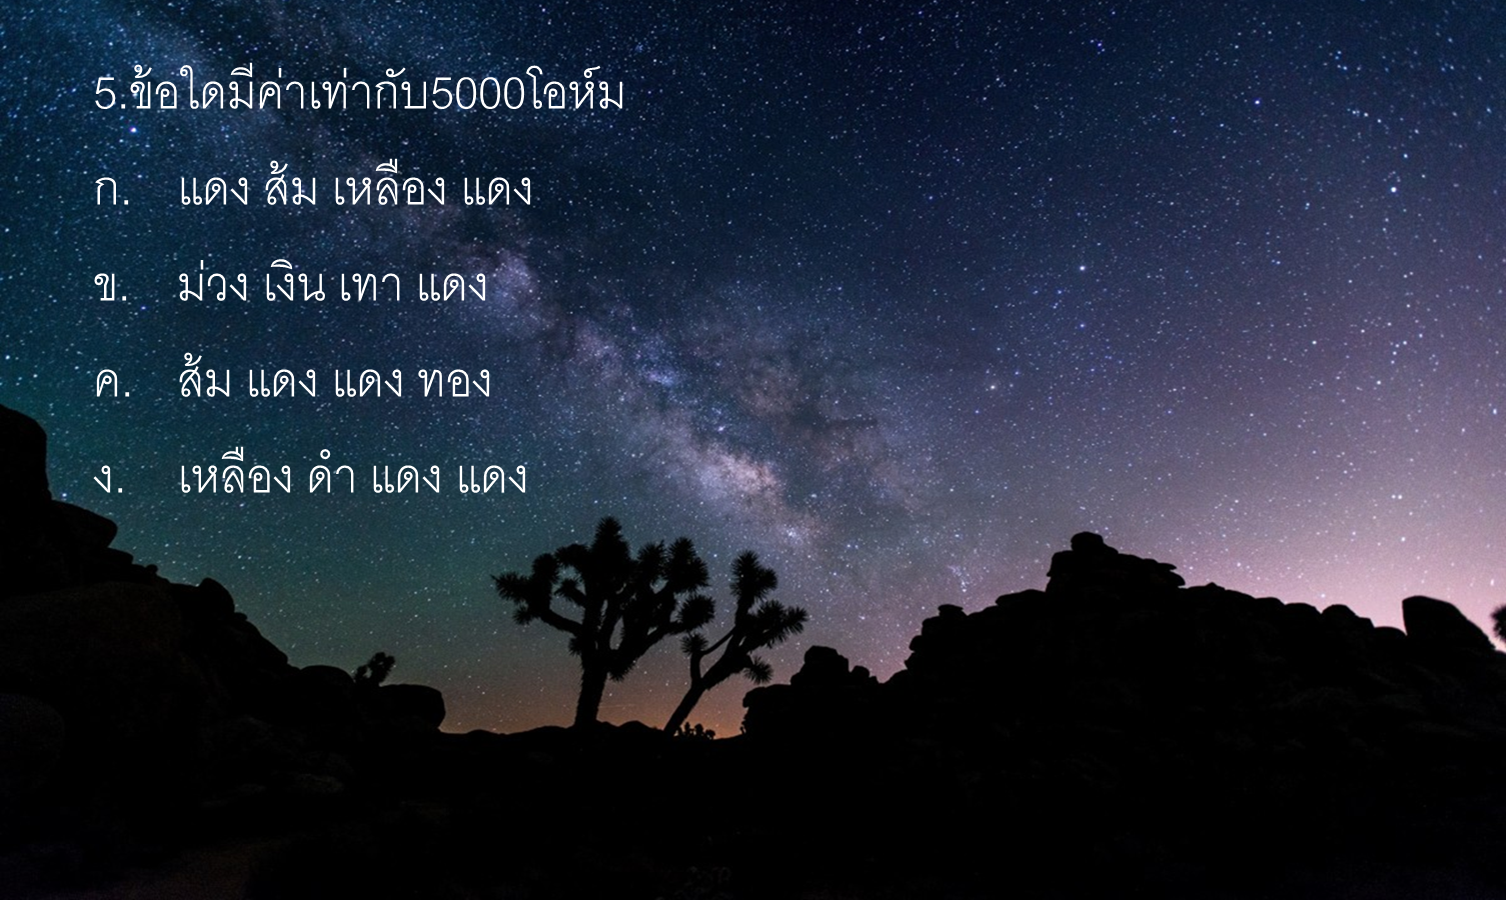 5.ข้อใดมีค่าเท่ากับ5000โอห์ม
ก. แดง ส้ม เหลือง แดง
ข. ม่วง เงิน เทา แดง
ค. ส้ม แดง แดง ทอง
ง. เหลือง ดำ แดง แดง